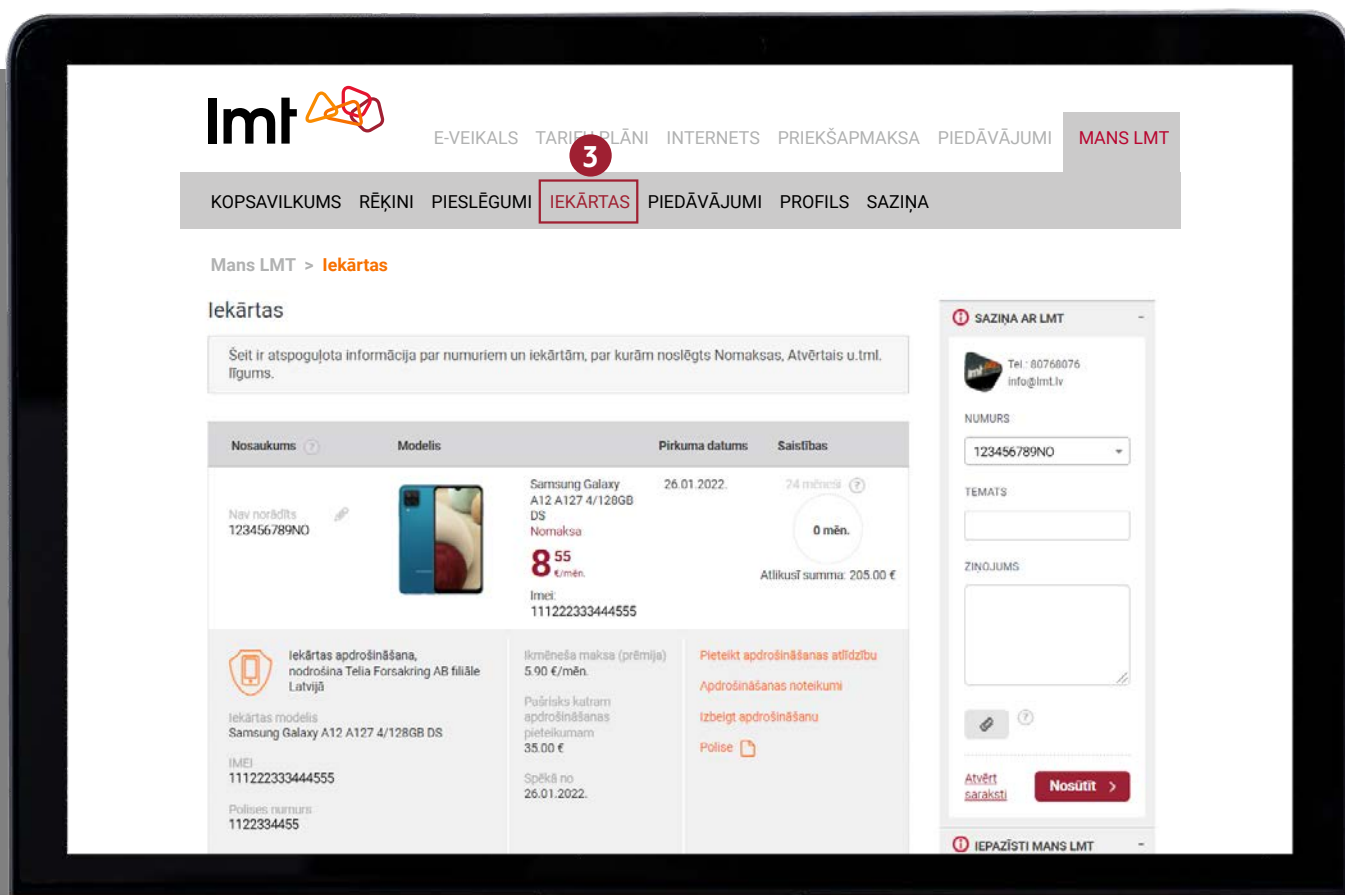 lmt
E-VEIKALS TARIFU PLĀNI INTERNETS PRIEKŠAPMAKSA PIEDĀVĀJUMI MANS LMT
3
KOPSAVILKUMS RĒĶINI PIESLĒGUMI IEKĀRTAS PIEDĀVĀJUMI PROFILS SAZIŅA
Mans LMT > Iekārtas
Iekārtas
Šeit ir atspoguļota informācija par numuriem un iekārtām, par kurām noslēgts Nomaksas, Atvērtais u.tml.
līgums.
Nosaukums ? Modelis Pirkuma datums Saistības
Nav norādīts
123456789NO
Samsung Galaxy
A12 A127 4/128GB
DS
Nomaksa
8 55
€/mēn.
Imei:
111222333444555
26.01.2022.
24 mēneši ?
0 mēn.
Atlikusī summa: 205.00 €
Iekārtas apdrošināšana,
nodrošina Telia Forsakring AB filiāle
Latvijā
Iekārtas modelis
Samsung Galaxy A12 A127 4/128GB DS
IMEI
111222333444555
Polises numurs
1122334455
Ikmēneša maksa (prēmija)
5.90 €/mēn.
Pašrisks katram
apdrošināšanas
pieteikumam
35.00 €
Spēkā no
26.01.2022.
Pieteikt apdrošināšanas atlīdzību
Apdrošināšanas noteikumi
Izbeigt apdrošināšanu
Polise
SAZIŅA AR LMT -
lmt
Tel.: 80768076
info@lmt.lv
NUMURS
123456789NO
TEMATS
ZIŅOJUMS
?
Atvērt
saraksti
Nosūtīt >
IEPAZĪSTI MANS LMT -